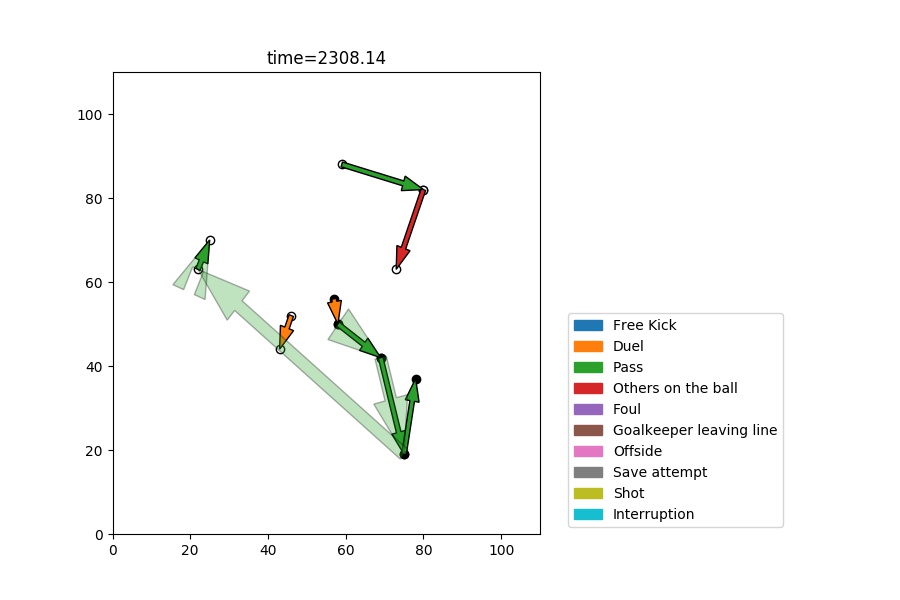 time=2308.14
100
80
60
40
20
0
0 20 40 60 80 100
Free Kick
Duel
Pass
Others on the ball
Foul
Goalkeeper leaving line
Offside
Save attempt
Shot
Interruption